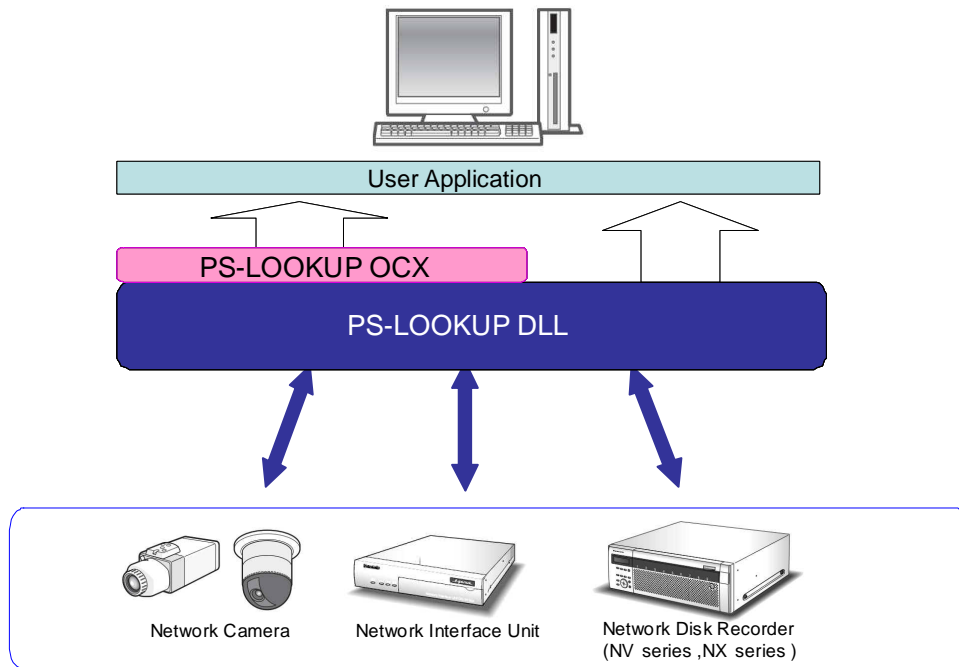 User Application
PS-LOOKUP OCX
PS-LOOKUP DLL
Network Camera
Network Interface Unit
Network Disk Recorder
(NV series ,NX series )